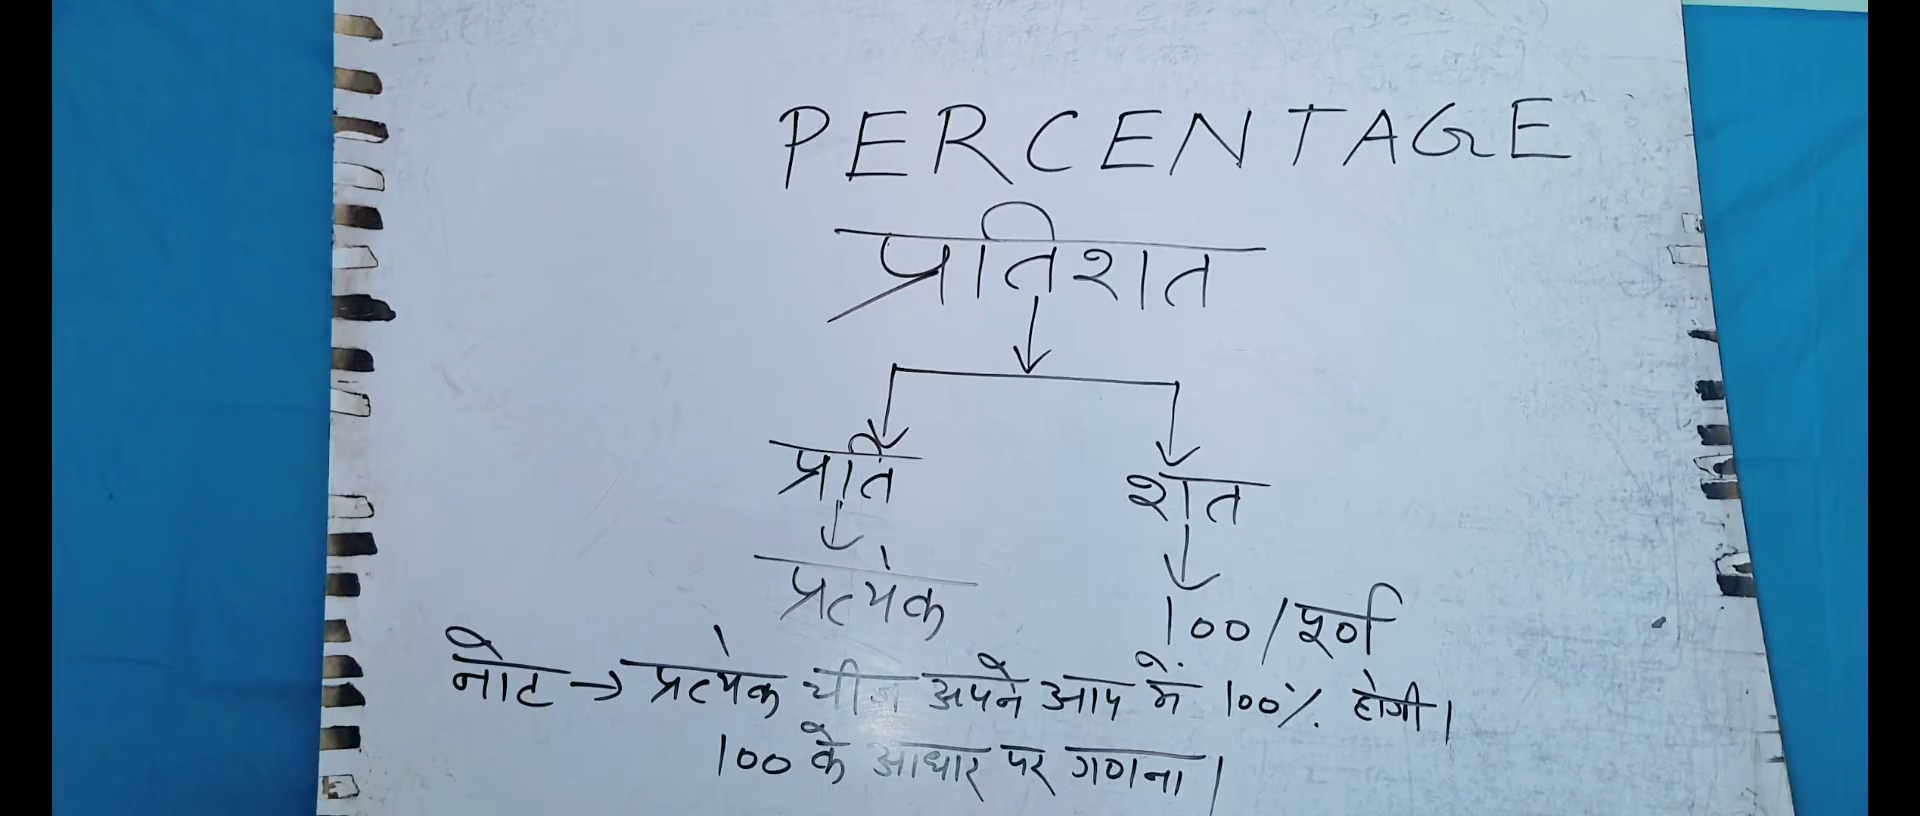 PERCENTAGE
प्रतिशत
प्रति शत
प्रत्येक 100/पूर्ण
नोट → प्रत्येक चीज अपने आप में 100% होगी।
100 के आधार पर गणना।